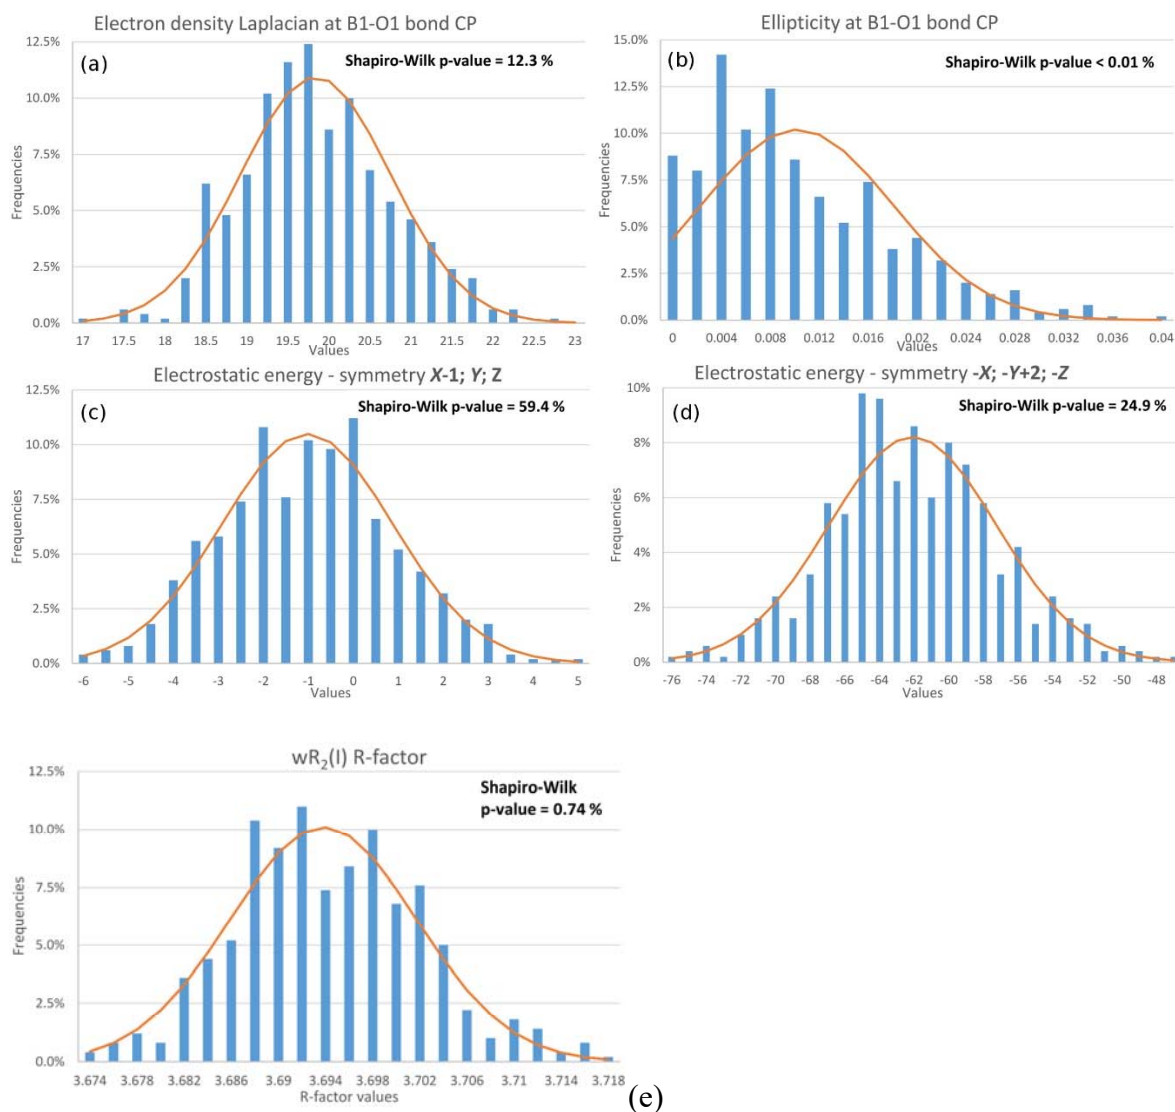 Electron density Laplacian at B1-O1 bond CP
(a)
Shapiro-Wilk p-value = 12.3 %
12.5%
10.0%
7.5%
5.0%
2.5%
0.0%
Frequencies
17 17.5 18 18.5 19 19.5 20 20.5 21 21.5 22 22.5 23
Values
Ellipticity at B1-O1 bond CP
(b)
Shapiro-Wilk p-value < 0.01 %
15.0%
12.5%
10.0%
7.5%
5.0%
2.5%
0.0%
Frequencies
0 0.004 0.008 0.012 0.016 0.02 0.024 0.028 0.032 0.036 0.04
Values
Electrostatic energy - symmetry X-1; Y; Z
(c)
Shapiro-Wilk p-value = 59.4 %
12.5%
10.0%
7.5%
5.0%
2.5%
0.0%
Frequencies
-6 -5 -4 -3 -2 -1 0 1 2 3 4 5
Values
Electrostatic energy - symmetry -X; -Y+2; -Z
(d)
Shapiro-Wilk p-value = 24.9 %
10%
8%
6%
4%
2%
0%
Frequencies
-76 -74 -72 -70 -68 -66 -64 -62 -60 -58 -56 -54 -52 -50 -48
Values
wR2(I) R-factor
Shapiro-Wilk
p-value = 0.74 %
12.5%
10.0%
7.5%
5.0%
2.5%
0.0%
Frequencies
3.674 3.678 3.682 3.686 3.69 3.694 3.698 3.702 3.706 3.71 3.714 3.718
R-factor values
(e)